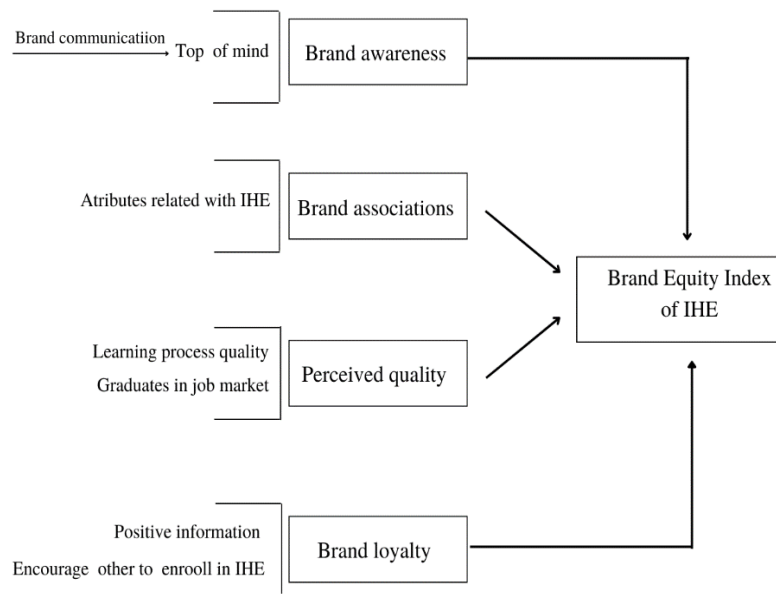 Brand communicatiion
Top of mind
Brand awareness
Atributes related with IHE
Brand associations
Brand Equity Index
of IHE
Learning process quality
Graduates in job market
Perceived quality
Positive information
Encourage other to enrooll in IHE
Brand loyalty